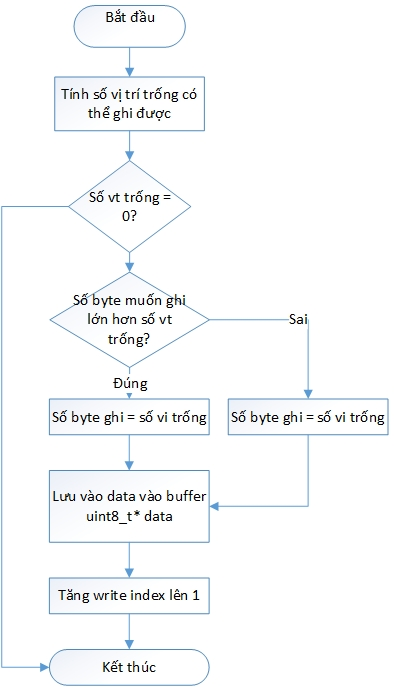 Bắt đầu
Tính số vị trí trống có
thể ghi được
Số vt trống =
0?
Số byte muốn ghi
lớn hơn số vt
trống?
Sai
Đúng
Số byte ghi = số vi trống
Số byte ghi = số vi trống
Lưu vào data vào buffer
uint8_t* data
Tăng write index lên 1
Kết thúc